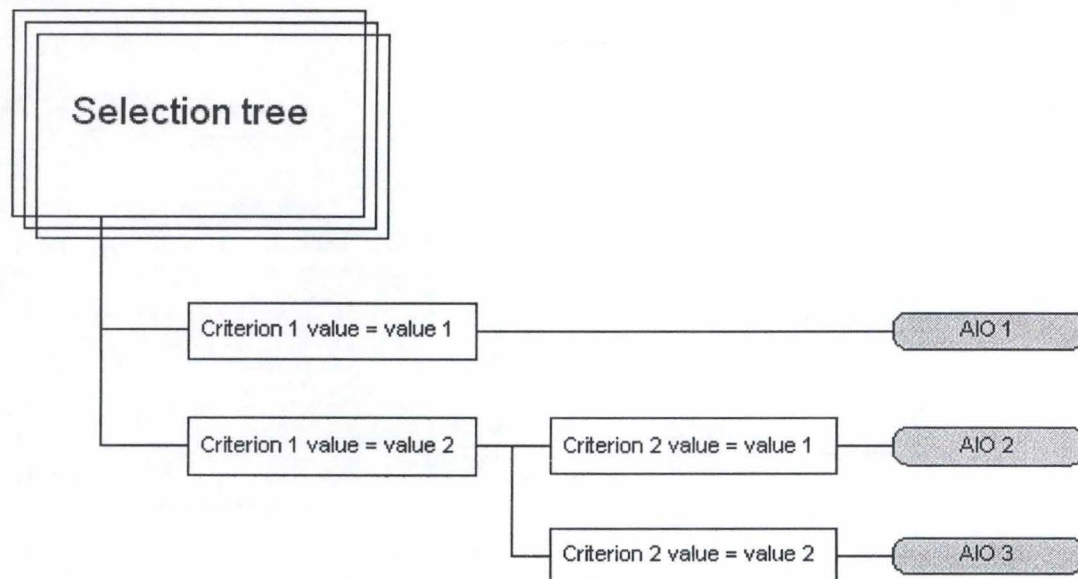 Selection tree
Criterion 1 value = value 1
AIO 1
Criterion 1 value = value 2
Criterion 2 value = value 1
AIO 2
Criterion 2 value = value 2
AIO 3